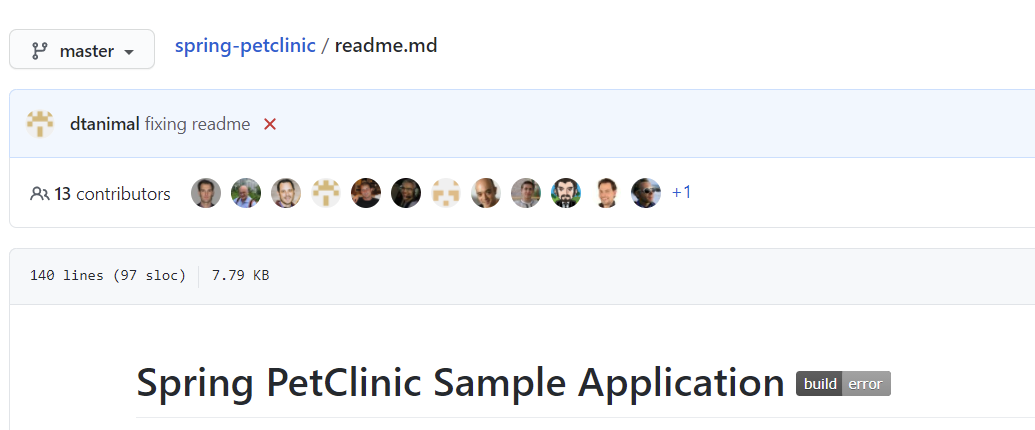 master spring-petclinic / readme.md
dtanimal fixing readme
13 contributors +1
140 lines (97 sloc) 7.79 KB
Spring PetClinic Sample Application build error